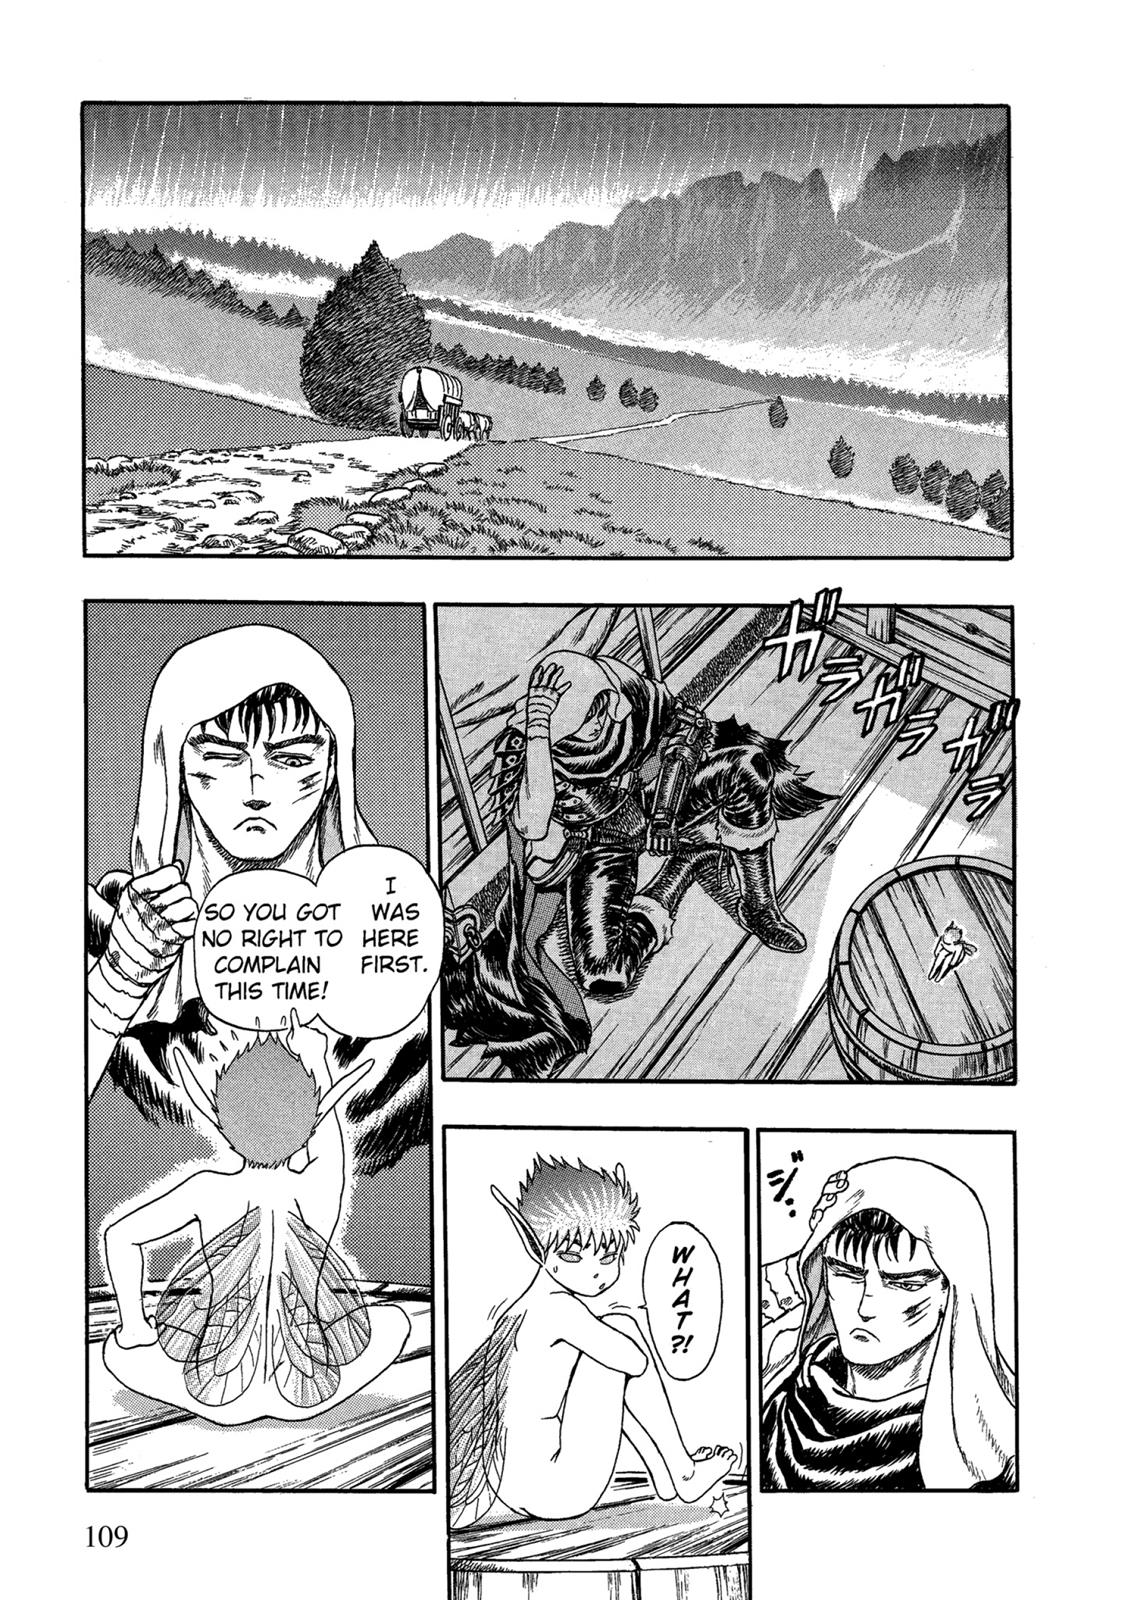 ガラガラガラ
I
WAS
HERE
FIRST.
SO YOU GOT
NO RIGHT TO
COMPLAIN
THIS TIME!
ジ〝
WHAT?!
109